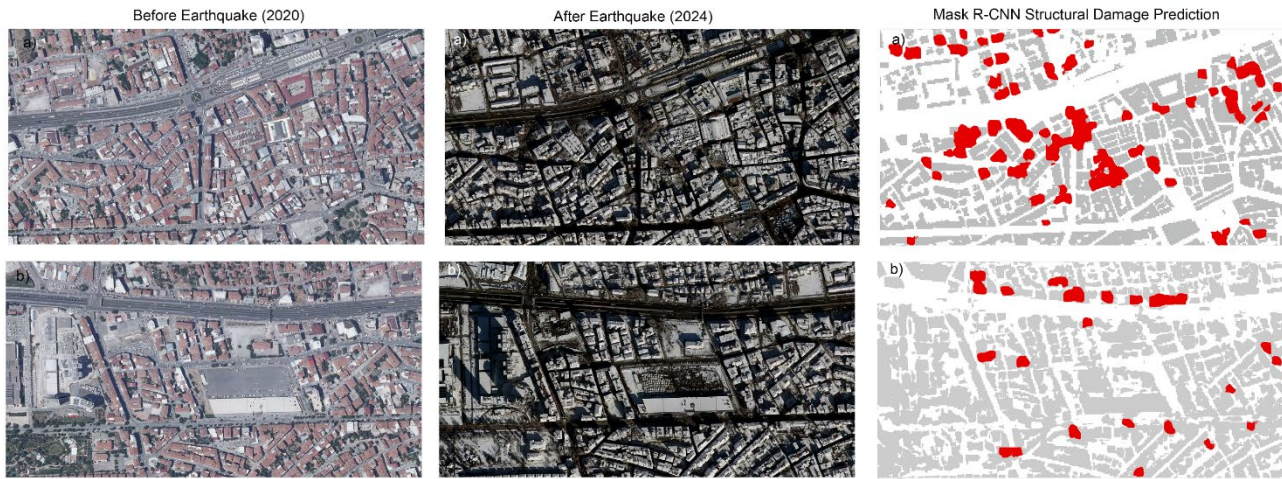 Before Earthquake (2020)
After Earthquake (2024)
Mask R-CNN Structural Damage Prediction
a)
a)
a)
b)
b)
b)